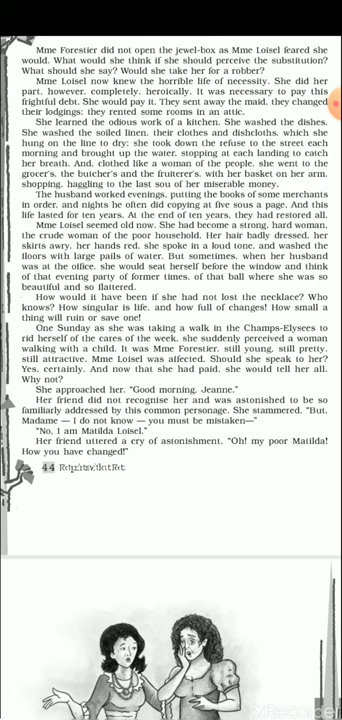 Mme Forestier did not open the jewel-box as Mme Loisel feared she
would. What would she think if she should perceive the substitution?
What should she say? Would she take her for a robber?
Mme Loisel now knew the horrible life of necessity. She did her
part, however, completely, heroically. It was necessary to pay this
frightful debt. She would pay it. They sent away the maid, they changed
their lodgings; they rented some rooms in an attic.
She learned the odious work of a kitchen. She washed the dishes.
She washed the soiled linen, their clothes and dishcloths, which she
hung on the line to dry; she took down the refuse to the street each
morning and brought up the water, stopping at each landing to catch
her breath. And, clothed like a woman of the people, she went to the
grocer's, the butcher's and the fruiterer's, with her basket on her arm,
shopping, haggling to the last sou of her miserable money.
The husband worked evenings, putting the books of some merchants
in order, and nights he often did copying at five sous a page. And this
life lasted for ten years. At the end of ten years, they had restored all.
Mme Loisel seemed old now. She had become a strong, hard woman,
the crude woman of the poor household. Her hair badly dressed, her
skirts awry, her hands red, she spoke in a loud tone, and washed the
floors with large pails of water. But sometimes, when her husband
was at the office, she would seat herself before the window and think
of that evening party of former times, of that ball where she was so
beautiful and so flattered.
How would it have been if she had not lost the necklace? Who
knows? How singular is life, and how full of changes! How small a
thing will ruin or save one!
One Sunday as she was taking a walk in the Champs-Elysees to
rid herself of the cares of the week, she suddenly perceived a woman
walking with a child. It was Mme Forestier, still young, still pretty,
still attractive. Mme Loisel was affected. Should she speak to her?
Yes, certainly. And now that she had paid, she would tell her all.
Why not?
She approached her. “Good morning, Jeanne.”
Her friend did not recognise her and was astonished to be so
familiarly addressed by this common personage. She stammered, “But,
Madame — I do not know — you must be mistaken—”
“No, I am Matilda Loisel.”
Her friend uttered a cry of astonishment, “Oh! my poor Matilda!
How you have changed!”
44
Recorder